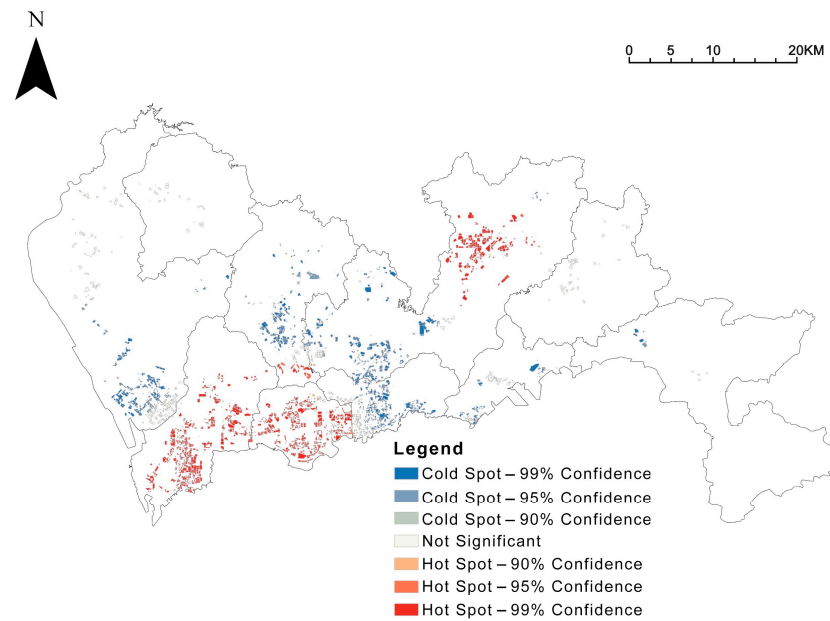 N
0 5 10 20KM
Legend
Cold Spot – 99% Confidence
Cold Spot – 95% Confidence
Cold Spot – 90% Confidence
Not Significant
Hot Spot – 90% Confidence
Hot Spot – 95% Confidence
Hot Spot – 99% Confidence